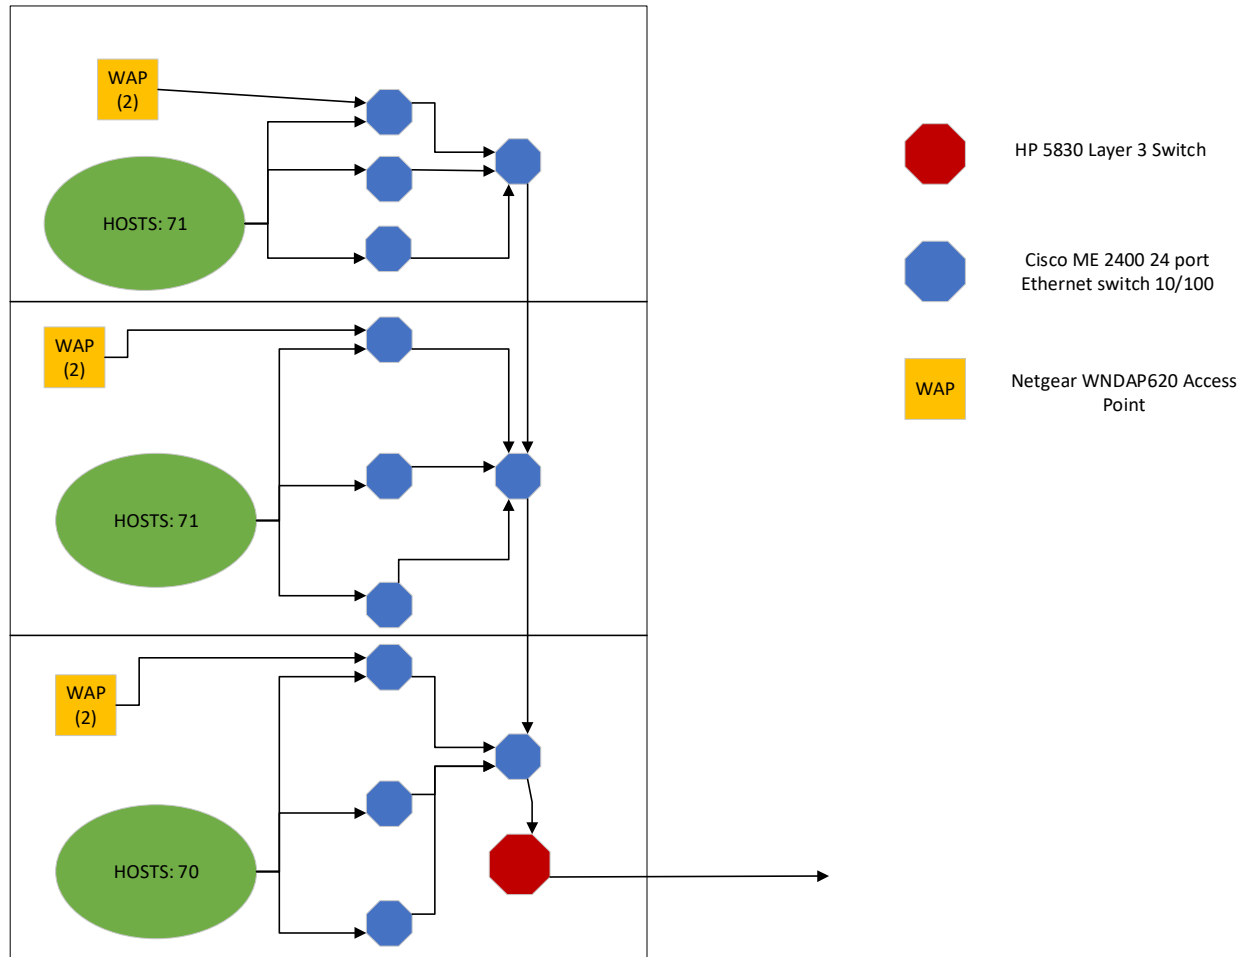 WAP
(2)
HOSTS: 71
WAP
(2)
HOSTS: 71
WAP
(2)
HOSTS: 70
HP 5830 Layer 3 Switch
Cisco ME 2400 24 port
Ethernet switch 10/100
WAP
Netgear WNDAP620 Access
Point